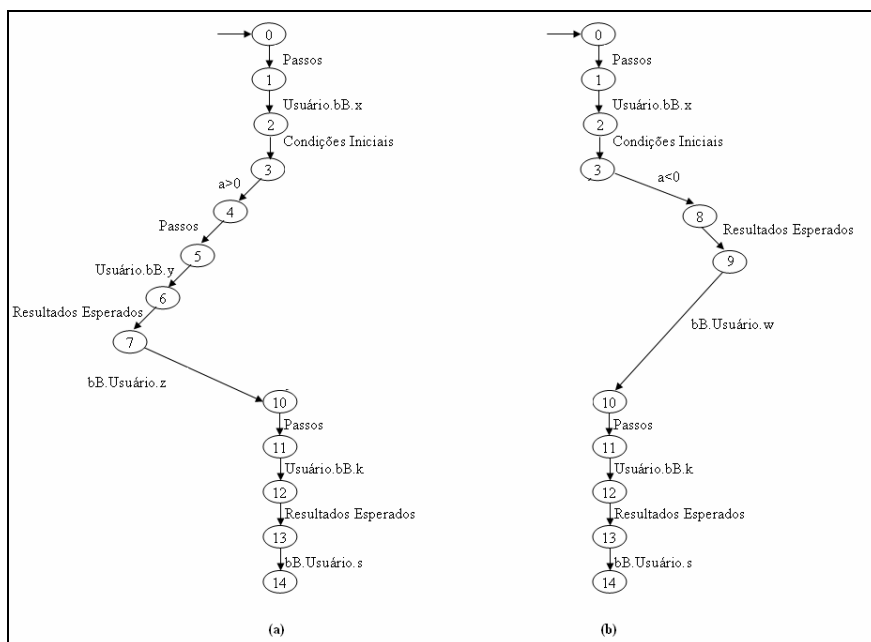 0
Passos
1
Usuário.bB.x
2
Condições Iniciais
3
a>0
4
Passos
5
Usuário.bB.y
6
Resultados Esperados
7
bB.Usuário.z
10
Passos
11
Usuário.bB.k
12
Resultados Esperados
13
bB.Usuário.s
14
(a)
0
Passos
1
Usuário.bB.x
2
Condições Iniciais
3
a<0
8
Resultados Esperados
9
bB.Usuário.w
10
Passos
11
Usuário.bB.k
12
Resultados Esperados
13
bB.Usuário.s
14
(b)